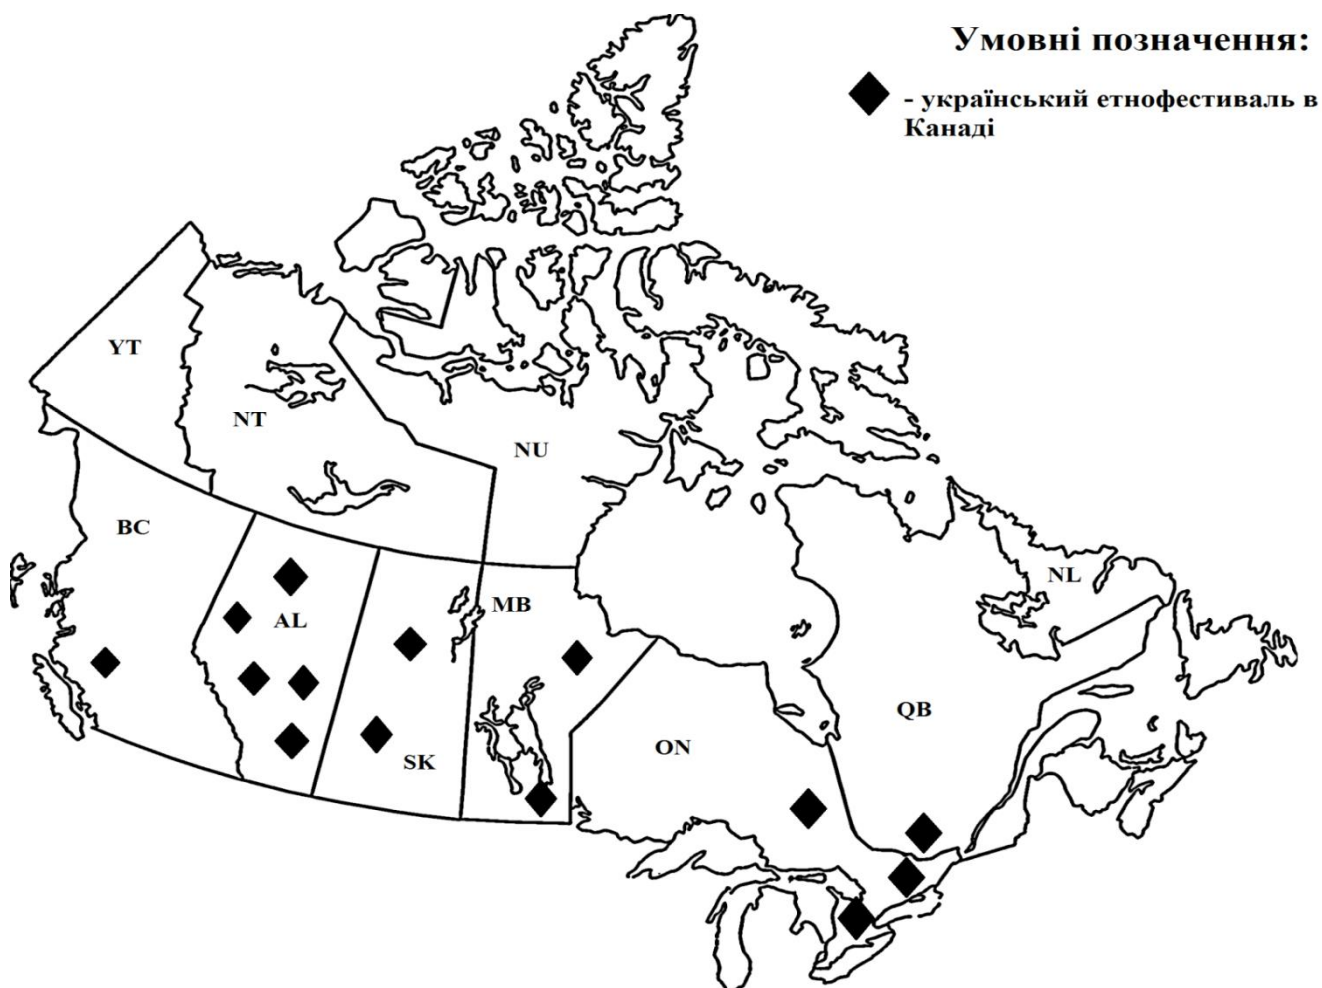 Умовні позначення:
- український етнофестиваль в
Канаді
YT
NT
NU
BC
AL
MB
NL
SK
ON
QB